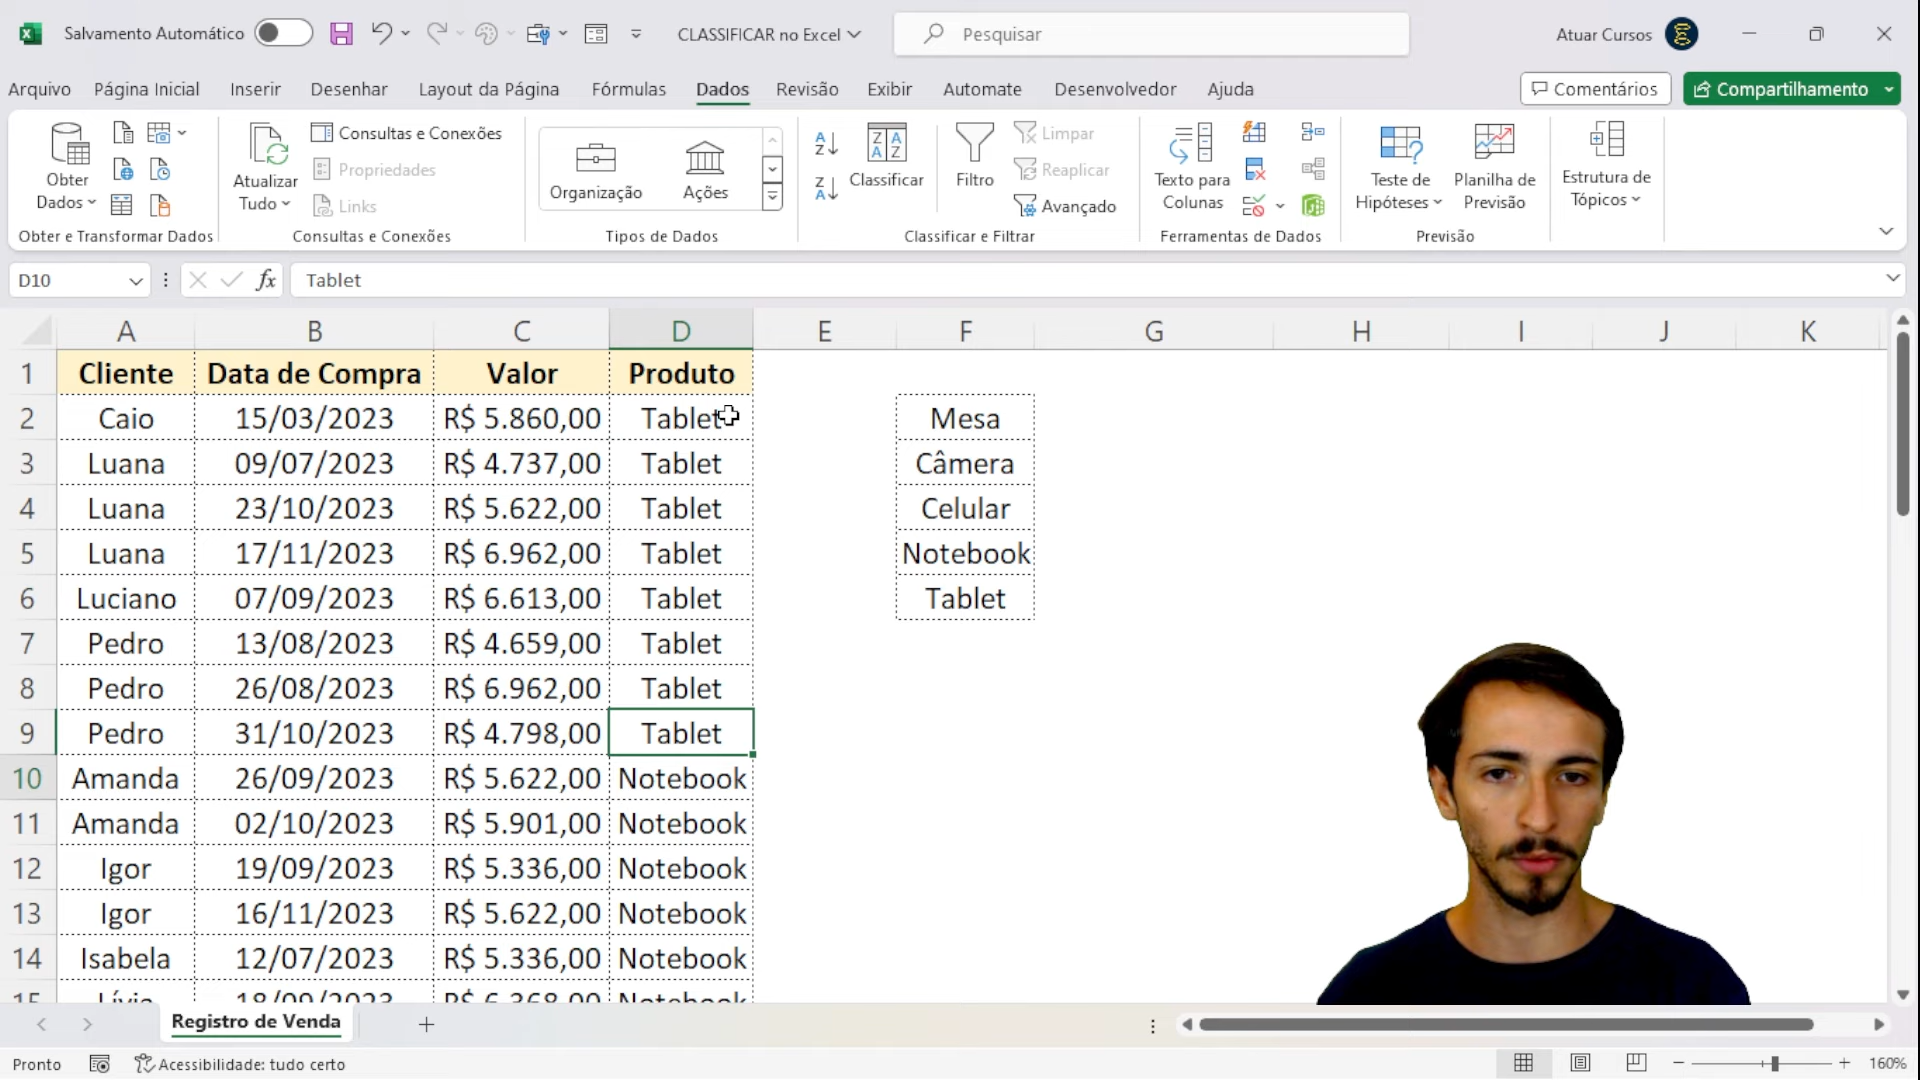 Salvamento Automático
CLASSIFICAR no Excel
Pesquisar
Atuar Cursos
Arquivo Página Inicial Inserir Desenhar Layout da Página Fórmulas Dados Revisão Exibir Automate Desenvolvedor Ajuda
Comentários
Compartilhamento
Obter Dados
Obter e Transformar Dados
Atualizar Tudo
Consultas e Conexões
Propriedades
Links
Consultas e Conexões
Organização
Ações
Tipos de Dados
Classificar
Filtro
Limpar
Reaplicar
Avançado
Classificar e Filtrar
Texto para Colunas
Ferramentas de Dados
Teste de Hipóteses
Planilha de Previsão
Previsão
Estrutura de Tópicos
D10
fx
Tablet
A B C D E F G H I J K
1 Cliente Data de Compra Valor Produto
2 Caio 15/03/2023 R$ 5.860,00 Tablet Mesa
3 Luana 09/07/2023 R$ 4.737,00 Tablet Câmera
4 Luana 23/10/2023 R$ 5.622,00 Tablet Celular
5 Luana 17/11/2023 R$ 6.962,00 Tablet Notebook
6 Luciano 07/09/2023 R$ 6.613,00 Tablet Tablet
7 Pedro 13/08/2023 R$ 4.659,00 Tablet
8 Pedro 26/08/2023 R$ 6.962,00 Tablet
9 Pedro 31/10/2023 R$ 4.798,00 Tablet
10 Amanda 26/09/2023 R$ 5.622,00 Notebook
11 Amanda 02/10/2023 R$ 5.901,00 Notebook
12 Igor 19/09/2023 R$ 5.336,00 Notebook
13 Igor 16/11/2023 R$ 5.622,00 Notebook
14 Isabela 12/07/2023 R$ 5.336,00 Notebook
15 Lívia 18/09/2023 R$ 6.368,00 Notebook
Registro de Venda
Pronto
Acessibilidade: tudo certo
160%